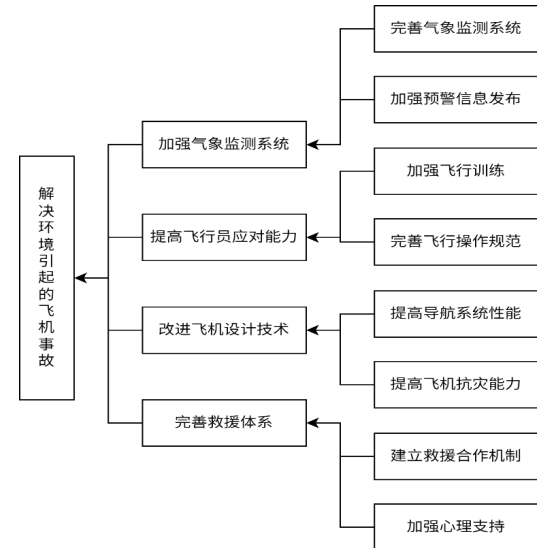 解决环境引起的飞机事故
加强气象监测系统
提高飞行员应对能力
改进飞机设计技术
完善救援体系
完善气象监测系统
加强预警信息发布
加强飞行训练
完善飞行操作规范
提高导航系统性能
提高飞机抗灾能力
建立救援合作机制
加强心理支持